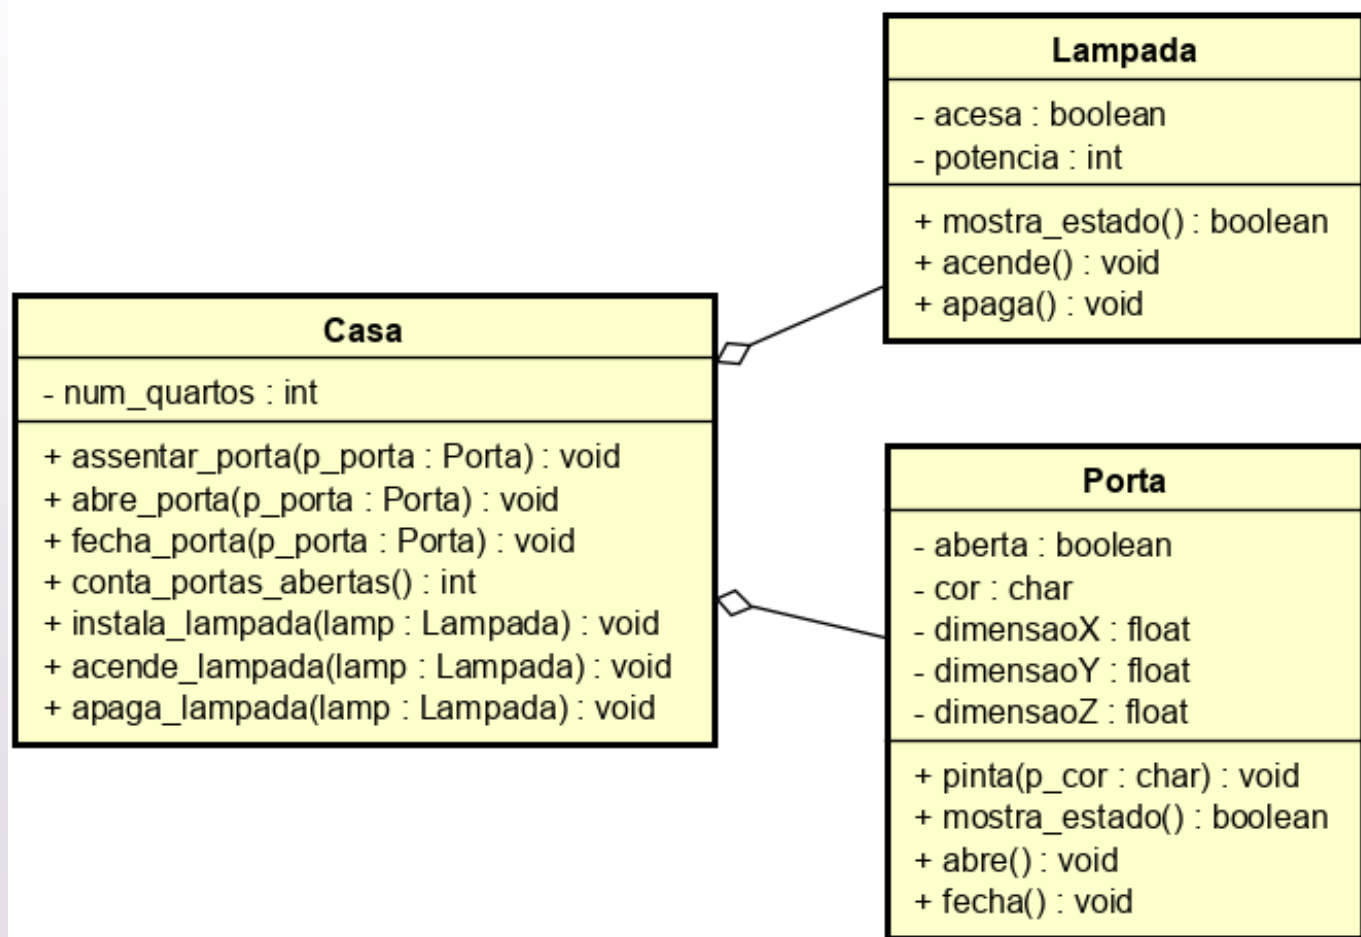 Lampada
- acesa : boolean
- potencia : int
+ mostra_estado() : boolean
+ acende() : void
+ apaga() : void
Casa
- num_quartos : int
+ assentar_porta(p_porta : Porta) : void
+ abre_porta(p_porta : Porta) : void
+ fecha_porta(p_porta : Porta) : void
+ conta_portas_abertas() : int
+ instala_lampada(lamp : Lampada) : void
+ acende_lampada(lamp : Lampada) : void
+ apaga_lampada(lamp : Lampada) : void
Porta
- aberta : boolean
- cor : char
- dimensaoX : float
- dimensaoY : float
- dimensaoZ : float
+ pinta(p_cor : char) : void
+ mostra_estado() : boolean
+ abre() : void
+ fecha() : void